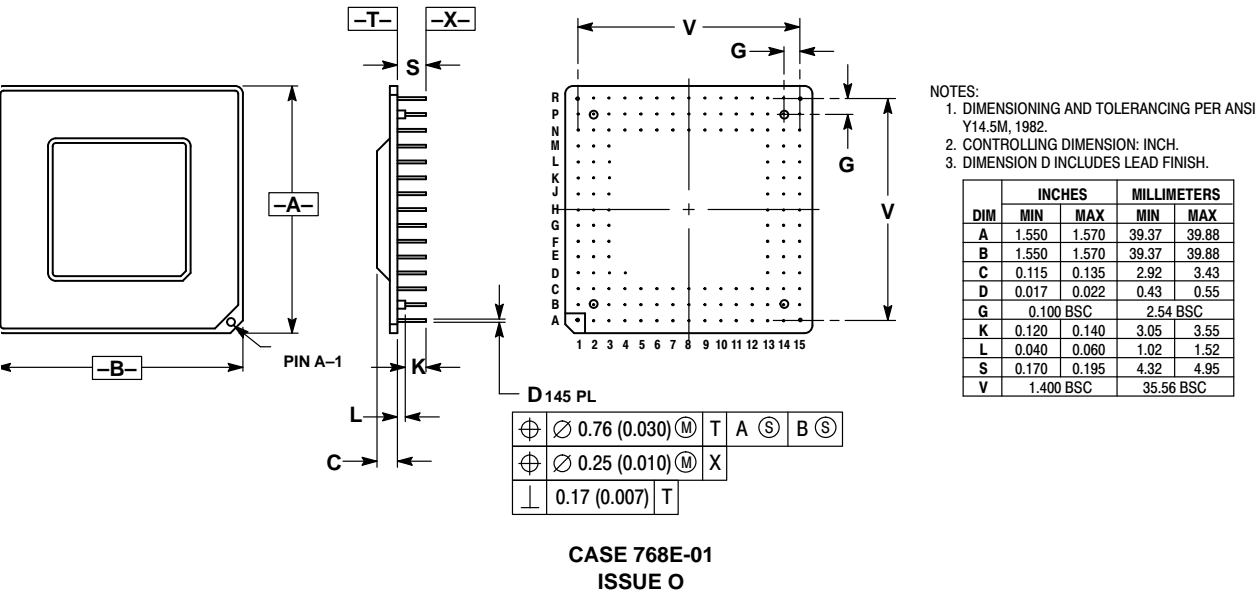 –T–
–X–
S
V
G
R
P
N
M
L
K
J
H
G
F
E
D
C
B
A
1 2 3 4 5 6 7 8 9 10 11 12 13 14 15
G
V
–A–
–B–
PIN A–1
K
L
C
D 145 PL
⌖ ∅ 0.76 (0.030) Ⓜ T A Ⓢ B Ⓢ
⌖ ∅ 0.25 (0.010) Ⓜ X
⊥ 0.17 (0.007) T
NOTES:
1. DIMENSIONING AND TOLERANCING PER ANSI
Y14.5M, 1982.
2. CONTROLLING DIMENSION: INCH.
3. DIMENSION D INCLUDES LEAD FINISH.
INCHES MILLIMETERS
DIM MIN MAX MIN MAX
A 1.550 1.570 39.37 39.88
B 1.550 1.570 39.37 39.88
C 0.115 0.135 2.92 3.43
D 0.017 0.022 0.43 0.55
G 0.100 BSC 2.54 BSC
K 0.120 0.140 3.05 3.55
L 0.040 0.060 1.02 1.52
S 0.170 0.195 4.32 4.95
V 1.400 BSC 35.56 BSC
CASE 768E-01
ISSUE O